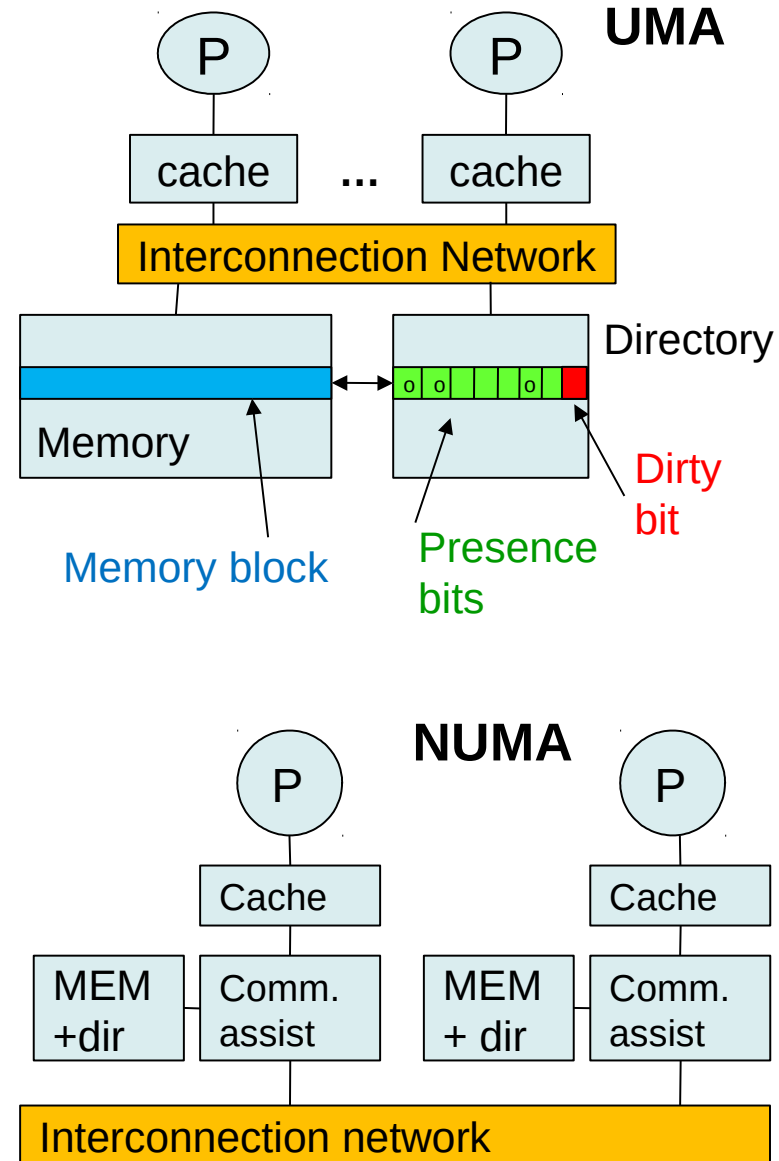 UMA
P P
cache ... cache
Interconnection Network
Directory
o o o
Memory
Dirty
bit
Memory block
Presence
bits
NUMA
P P
Cache Cache
MEM Comm. MEM Comm.
+dir assist + dir assist
Interconnection network